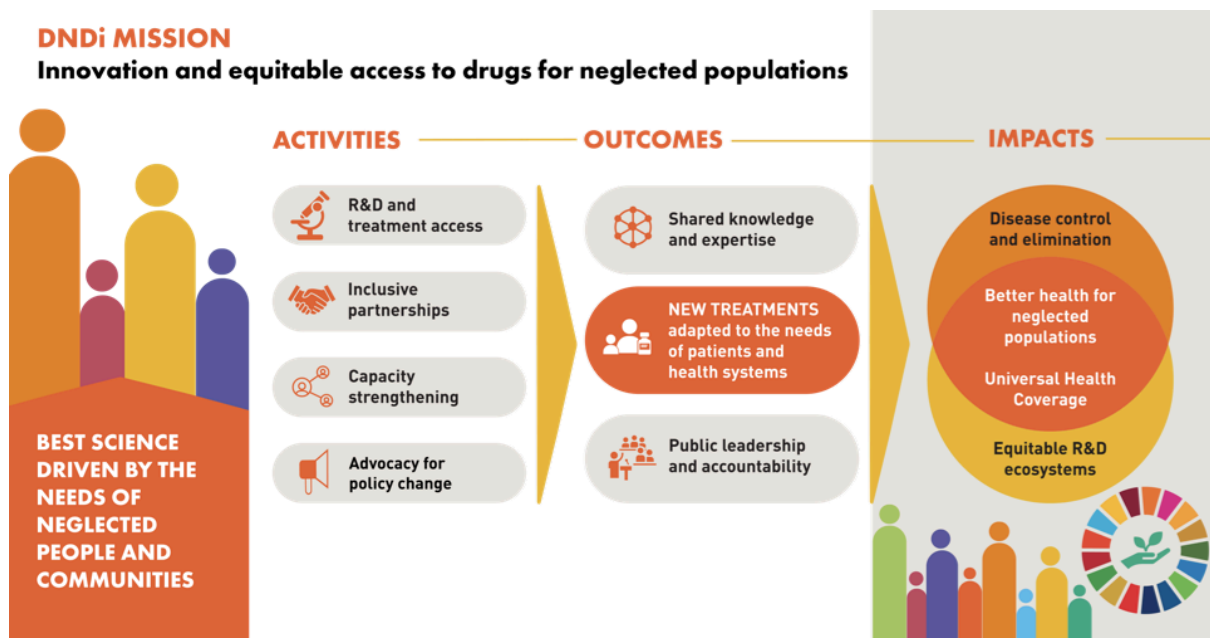 DNDi MISSION
Innovation and equitable access to drugs for neglected populations
BEST SCIENCE
DRIVEN BY THE
NEEDS OF
NEGLECTED
PEOPLE AND
COMMUNITIES
ACTIVITIES
R&D and
treatment access
Inclusive
partnerships
Capacity
strengthening
Advocacy for
policy change
OUTCOMES
Shared knowledge
and expertise
NEW TREATMENTS
adapted to the needs
of patients and
health systems
Public leadership
and accountability
IMPACTS
Disease control
and elimination
Better health for
neglected
populations
Universal Health
Coverage
Equitable R&D
ecosystems